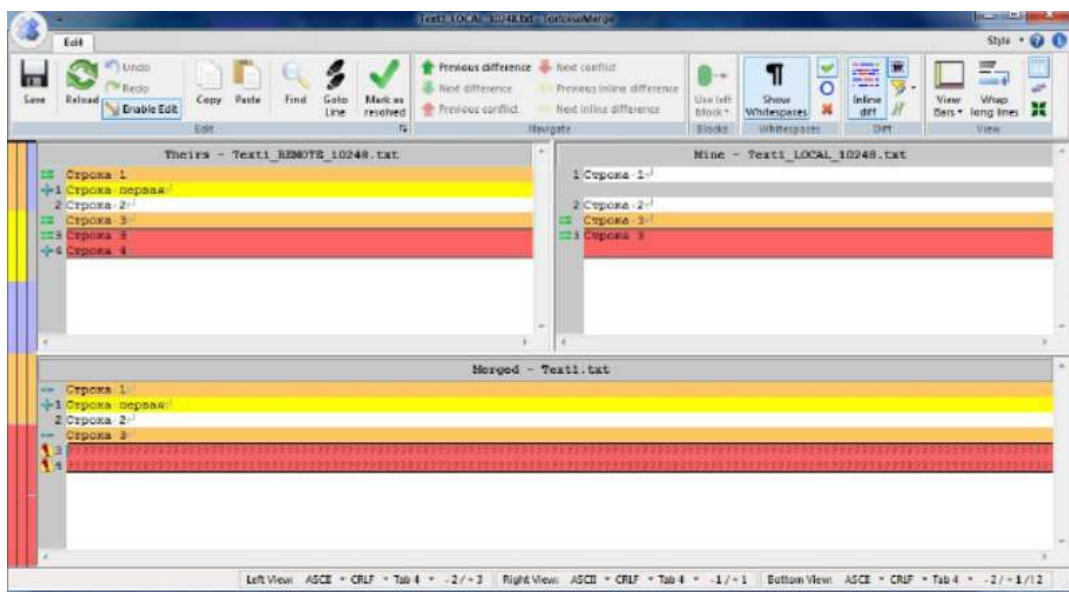 Text1_LOCAL_10248.txt - TortoiseMerge
Edit
Style
Save
Reload
Undo
Redo
Enable Edit
Copy
Paste
Find
Goto Line
Mark as resolved
Previous difference
Next difference
Previous conflict
Next conflict
Previous inline difference
Next inline difference
Use left block
Show Whitespaces
Inline diff
View Bars
Wrap long lines
Edit
Navigate
Blocks
Whitespaces
Diff
View
Theirs - Text1_REMOTE_10248.txt
Строка 1
1 Строка первая
2 Строка 2
Строка 3
3 Строка 3
4 Строка 4
Mine - Text1_LOCAL_10248.txt
1 Строка 1
2 Строка 2
Строка 3
3 Строка 3
Merged - Text1.txt
Строка 1
1 Строка первая
2 Строка 2
Строка 3
3
4
Left View: ASCII CRLF Tab 4 -2/+3 Right View: ASCII CRLF Tab 4 -1/+1 Bottom View: ASCII CRLF Tab 4 -2/+1/!2